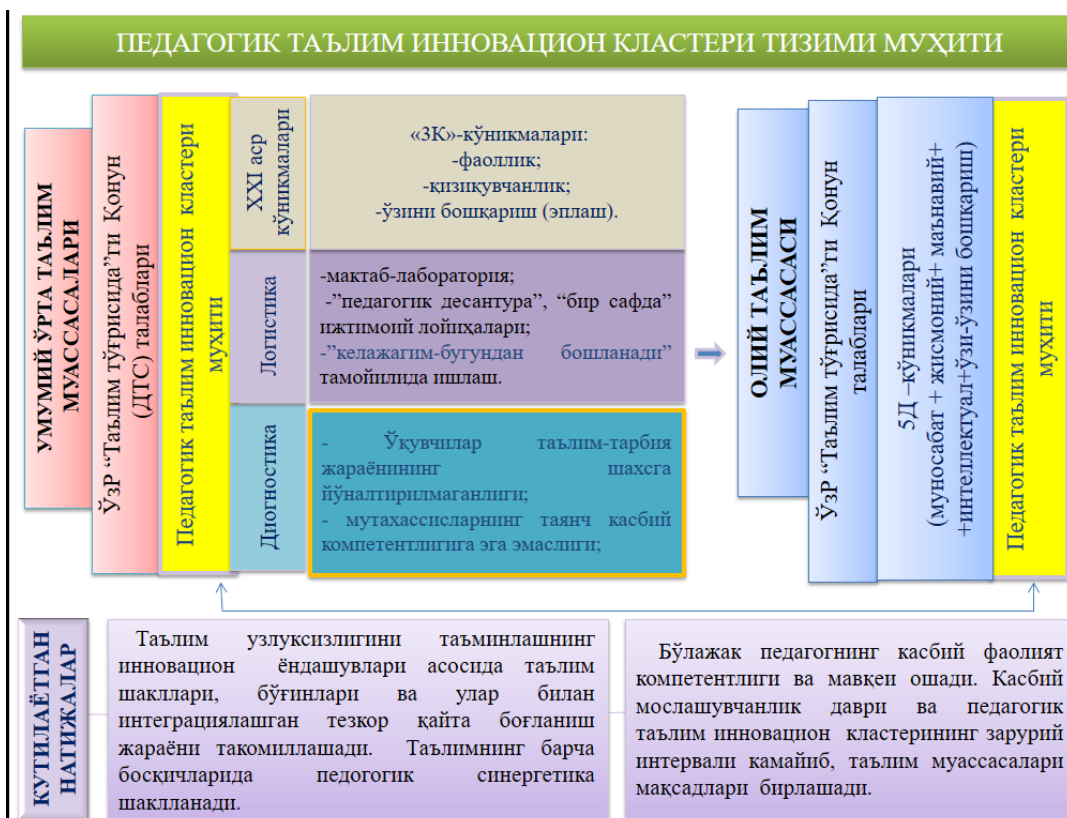 ПЕДАГОГИК ТАЪЛИМ ИННОВАЦИОН КЛАСТЕРИ ТИЗИМИ МУҲИТИ
УМУМИЙ ЎРТА ТАЪЛИМ
МУАССАСАЛАРИ
ЎзР “Таълим тўғрисида”ги Қонун
(ДТС) талаблари
Педагогик таълим инновацион кластери
муҳити
XXI аср
кўникмалари
«3К»-кўникмалари:
-фаоллик;
-қизиқувчанлик;
-ўзини бошқариш (эплаш).
Логистика
-мактаб-лаборатория;
-”педагогик десантура”, “бир сафда”
ижтимоий лойиҳалари;
-”келажагим-бугундан бошланади”
тамойилида ишлаш.
Диогностика
- Ўқувчилар таълим-тарбия
жараёнининг шахсга
йўналтирилмаганлиги;
- мутахассисларнинг таянч касбий
компетентлигига эга эмаслиги;
ОЛИЙ ТАЪЛИМ
МУАССАСАСИ
ЎзР “Таълим тўғрисида”ги Қонун
талаблари
5Д –кўникмалари
(муносабат + жисмоний+ маънавий+
+интеллектуал+ўзи-ўзини бошкариш)
Педагогик таълим инновацион кластери
муҳити
КУТИЛАЁТГАН
НАТИЖАЛАР
Таълим узлуксизлигини таъминлашнинг
инновацион ёндашувлари асосида таълим
шакллари, бўғинлари ва улар билан
интеграциялашган тезкор қайта боғланиш
жараёни такомиллашади. Таълимнинг барча
босқичларида педогогик синергетика
шаклланади.
Бўлажак педагогнинг касбий фаолият
компетентлиги ва мавқеи ошади. Касбий
мослашувчанлик даври ва педагогик
таълим инновацион кластерининг зарурий
интервали камайиб, таълим муассасалари
мақсадлари бирлашади.